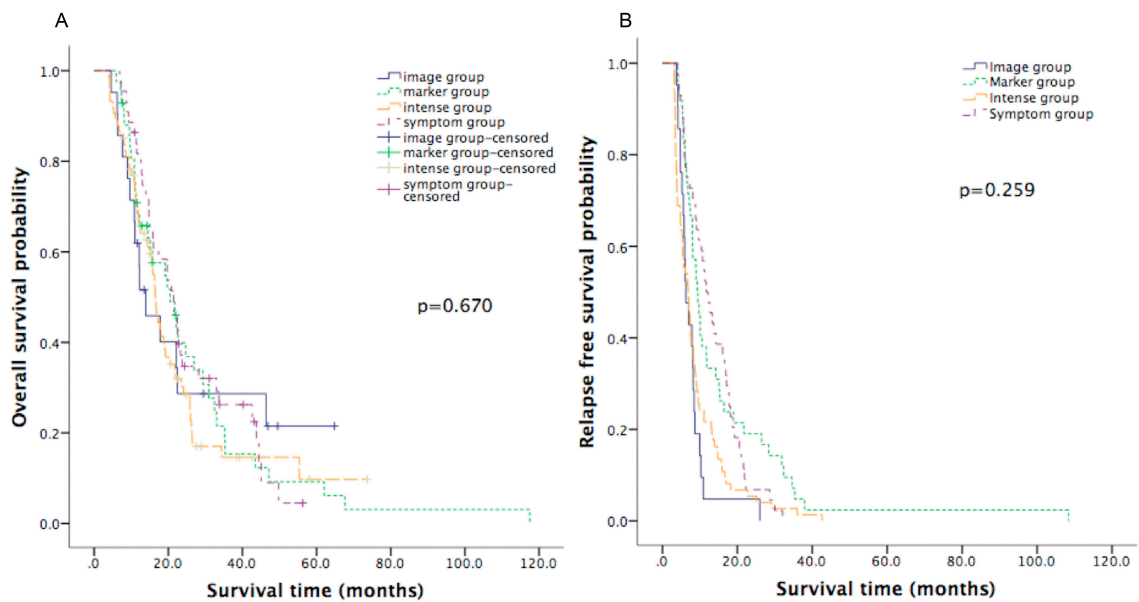 A
Overall survival probability
1.0
0.8
0.6
0.4
0.2
0.0
.0 20.0 40.0 60.0 80.0 100.0 120.0
Survival time (months)
image group
marker group
intense group
symptom group
image group-censored
marker group-censored
intense group-censored
symptom group-
censored
p=0.670
B
Relapse free survival probability
1.0
0.8
0.6
0.4
0.2
0.0
.0 20.0 40.0 60.0 80.0 100.0 120.0
Survival time (months)
Image group
Marker group
Intense group
Symptom group
p=0.259